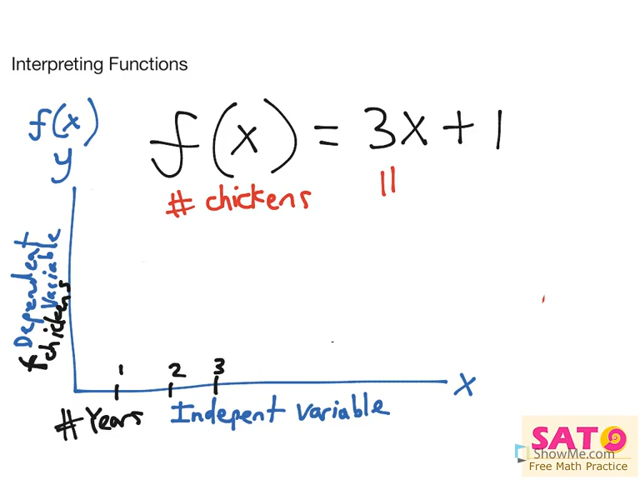 Interpreting Functions
f(x)
y
f(x) = 3x + 1
# chickens
||
Dependent
Variable
# chickens
1 2 3
x
# Years
Indepent variable
SAT
ShowMe.com
Free Math Practice